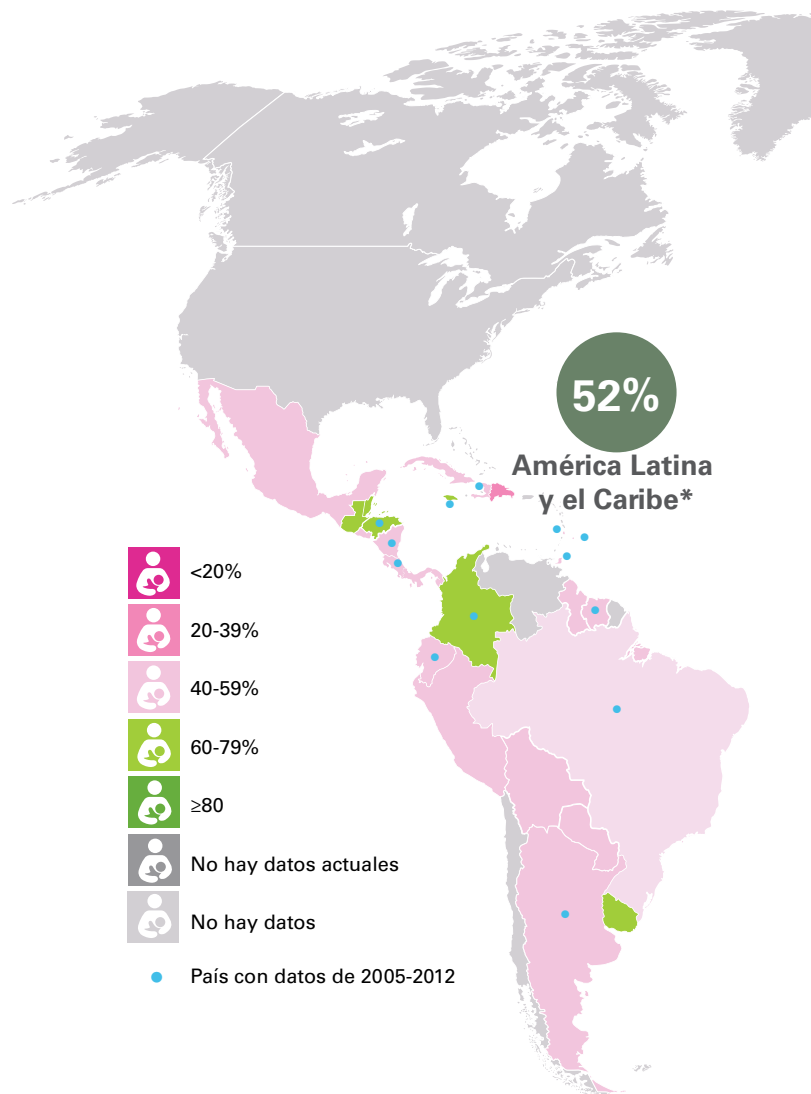 52%
América Latina
y el Caribe*
<20%
20-39%
40-59%
60-79%
≥80
No hay datos actuales
No hay datos
País con datos de 2005-2012